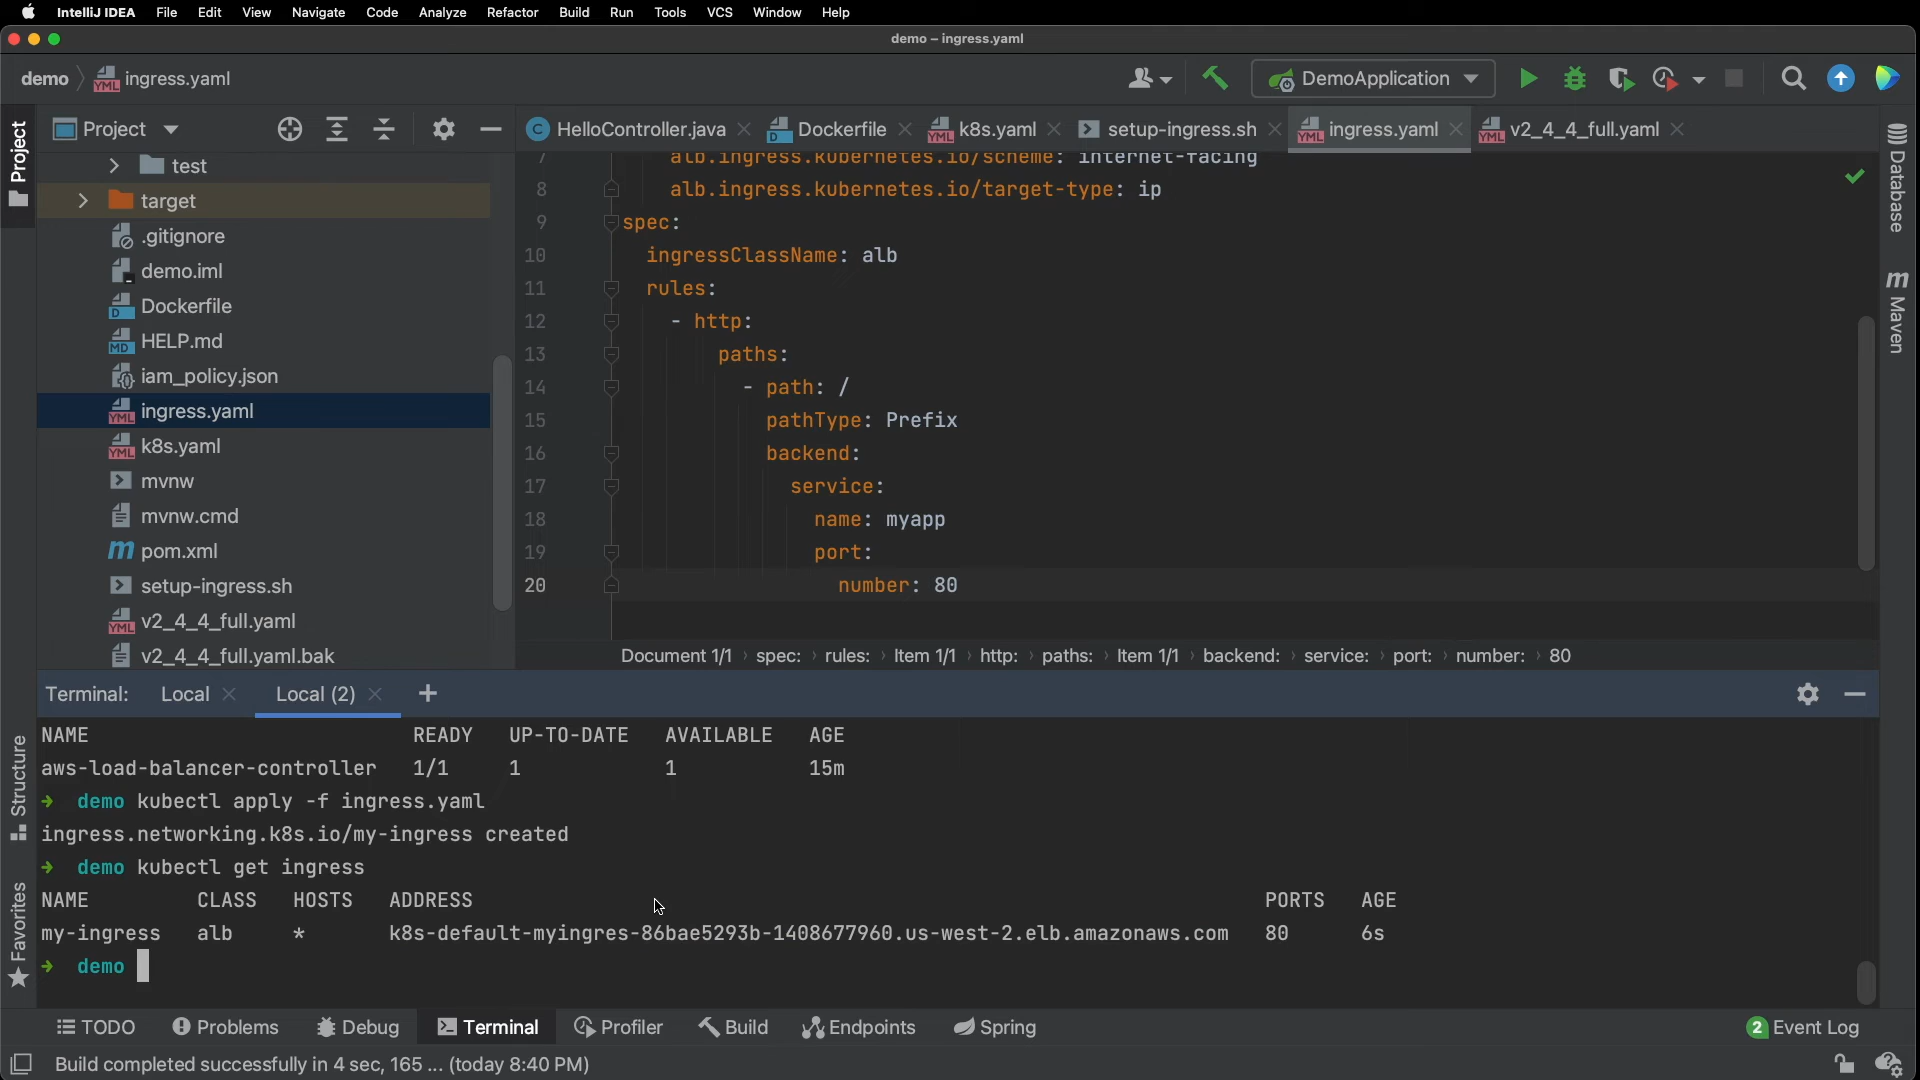 IntelliJ IDEA File Edit View Navigate Code Analyze Refactor Build Run Tools VCS Window Help
demo – ingress.yaml
demo ingress.yaml DemoApplication
Project
Project
HelloController.java Dockerfile k8s.yaml setup-ingress.sh ingress.yaml v2_4_4_full.yaml
test
target
.gitignore
demo.iml
Dockerfile
HELP.md
iam_policy.json
ingress.yaml
k8s.yaml
mvnw
mvnw.cmd
pom.xml
setup-ingress.sh
v2_4_4_full.yaml
v2_4_4_full.yaml.bak
7 alb.ingress.kubernetes.io/scheme: internet-facing
8 alb.ingress.kubernetes.io/target-type: ip
9 spec:
10 ingressClassName: alb
11 rules:
12 - http:
13 paths:
14 - path: /
15 pathType: Prefix
16 backend:
17 service:
18 name: myapp
19 port:
20 number: 80
Document 1/1 › spec: › rules: › Item 1/1 › http: › paths: › Item 1/1 › backend: › service: › port: › number: › 80
Database
Maven
Terminal: Local Local (2) +
NAME READY UP-TO-DATE AVAILABLE AGE
aws-load-balancer-controller 1/1 1 1 15m
➜ demo kubectl apply -f ingress.yaml
ingress.networking.k8s.io/my-ingress created
➜ demo kubectl get ingress
NAME CLASS HOSTS ADDRESS PORTS AGE
my-ingress alb * k8s-default-myingres-86bae5293b-1408677960.us-west-2.elb.amazonaws.com 80 6s
➜ demo
Structure
Favorites
TODO Problems Debug Terminal Profiler Build Endpoints Spring 2 Event Log
Build completed successfully in 4 sec, 165 ... (today 8:40 PM)